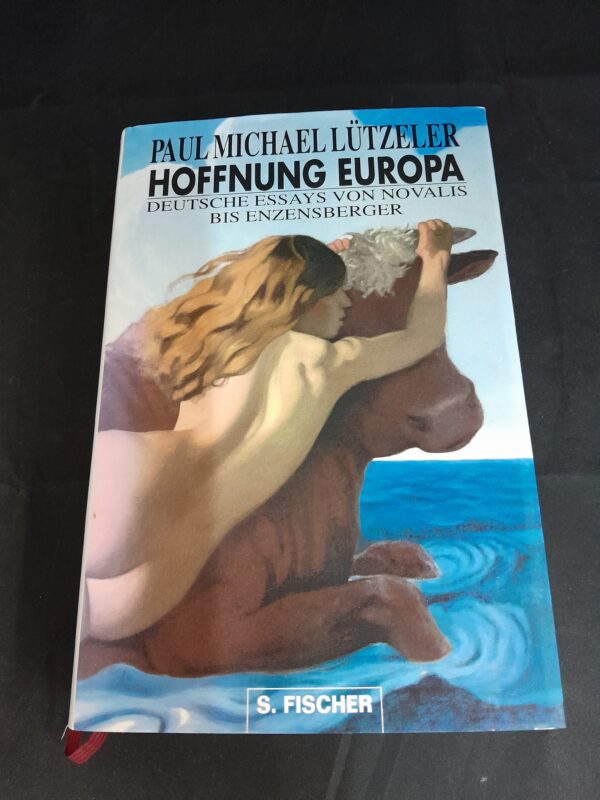 PAUL MICHAEL LÜTZELER
HOFFNUNG EUROPA
DEUTSCHE ESSAYS VON NOVALIS
BIS ENZENSBERGER
S. FISCHER